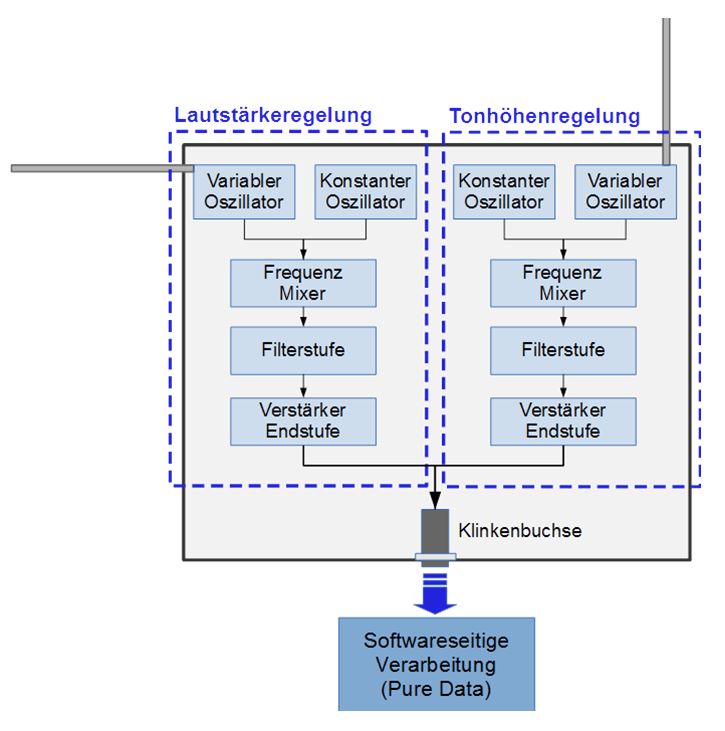 Lautstärkeregelung
Tonhöhenregelung
Variabler
Oszillator
Konstanter
Oszillator
Konstanter
Oszillator
Variabler
Oszillator
Frequenz
Mixer
Frequenz
Mixer
Filterstufe
Filterstufe
Verstärker
Endstufe
Verstärker
Endstufe
Klinkenbuchse
Softwareseitige
Verarbeitung
(Pure Data)